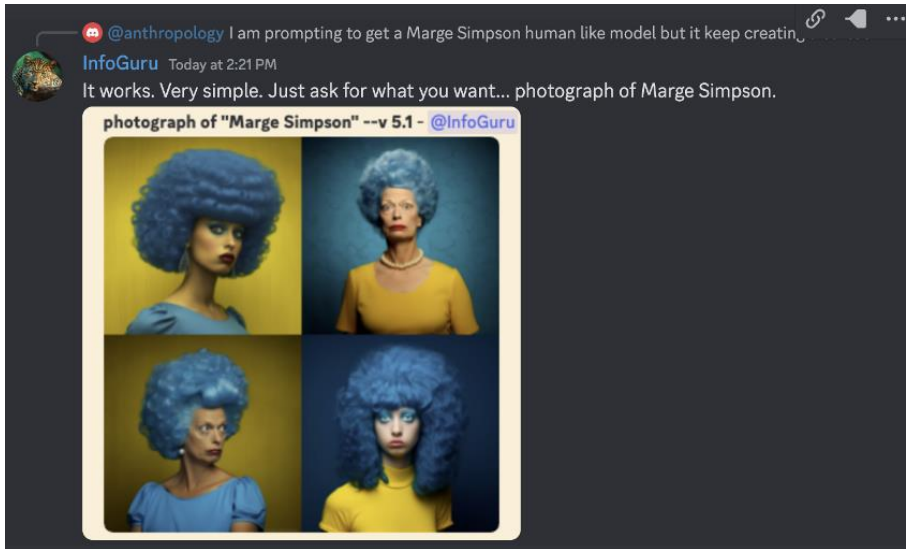 @anthropology I am prompting to get a Marge Simpson human like model but it keep creating
InfoGuru Today at 2:21 PM
It works. Very simple. Just ask for what you want... photograph of Marge Simpson.
photograph of "Marge Simpson" --v 5.1 - @InfoGuru